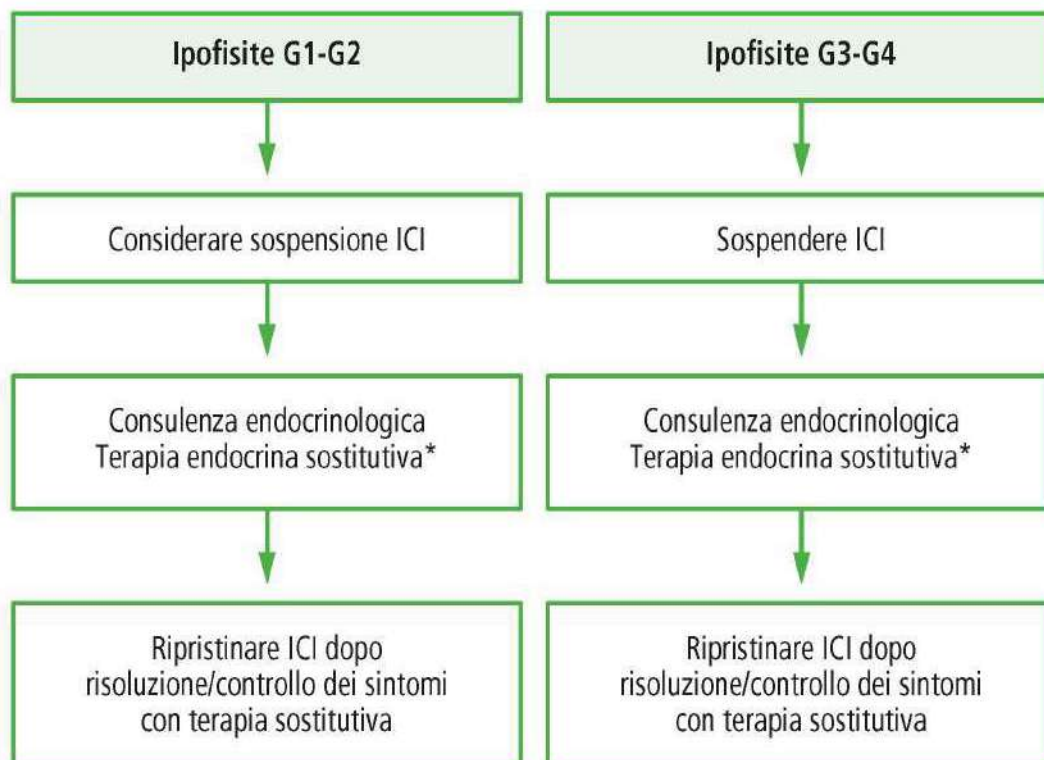 Ipofisite G1-G2
Considerare sospensione ICI
Consulenza endocrinologica
Terapia endocrina sostitutiva*
Ripristinare ICI dopo
risoluzione/controllo dei sintomi
con terapia sostitutiva
Ipofisite G3-G4
Sospendere ICI
Consulenza endocrinologica
Terapia endocrina sostitutiva*
Ripristinare ICI dopo
risoluzione/controllo dei sintomi
con terapia sostitutiva